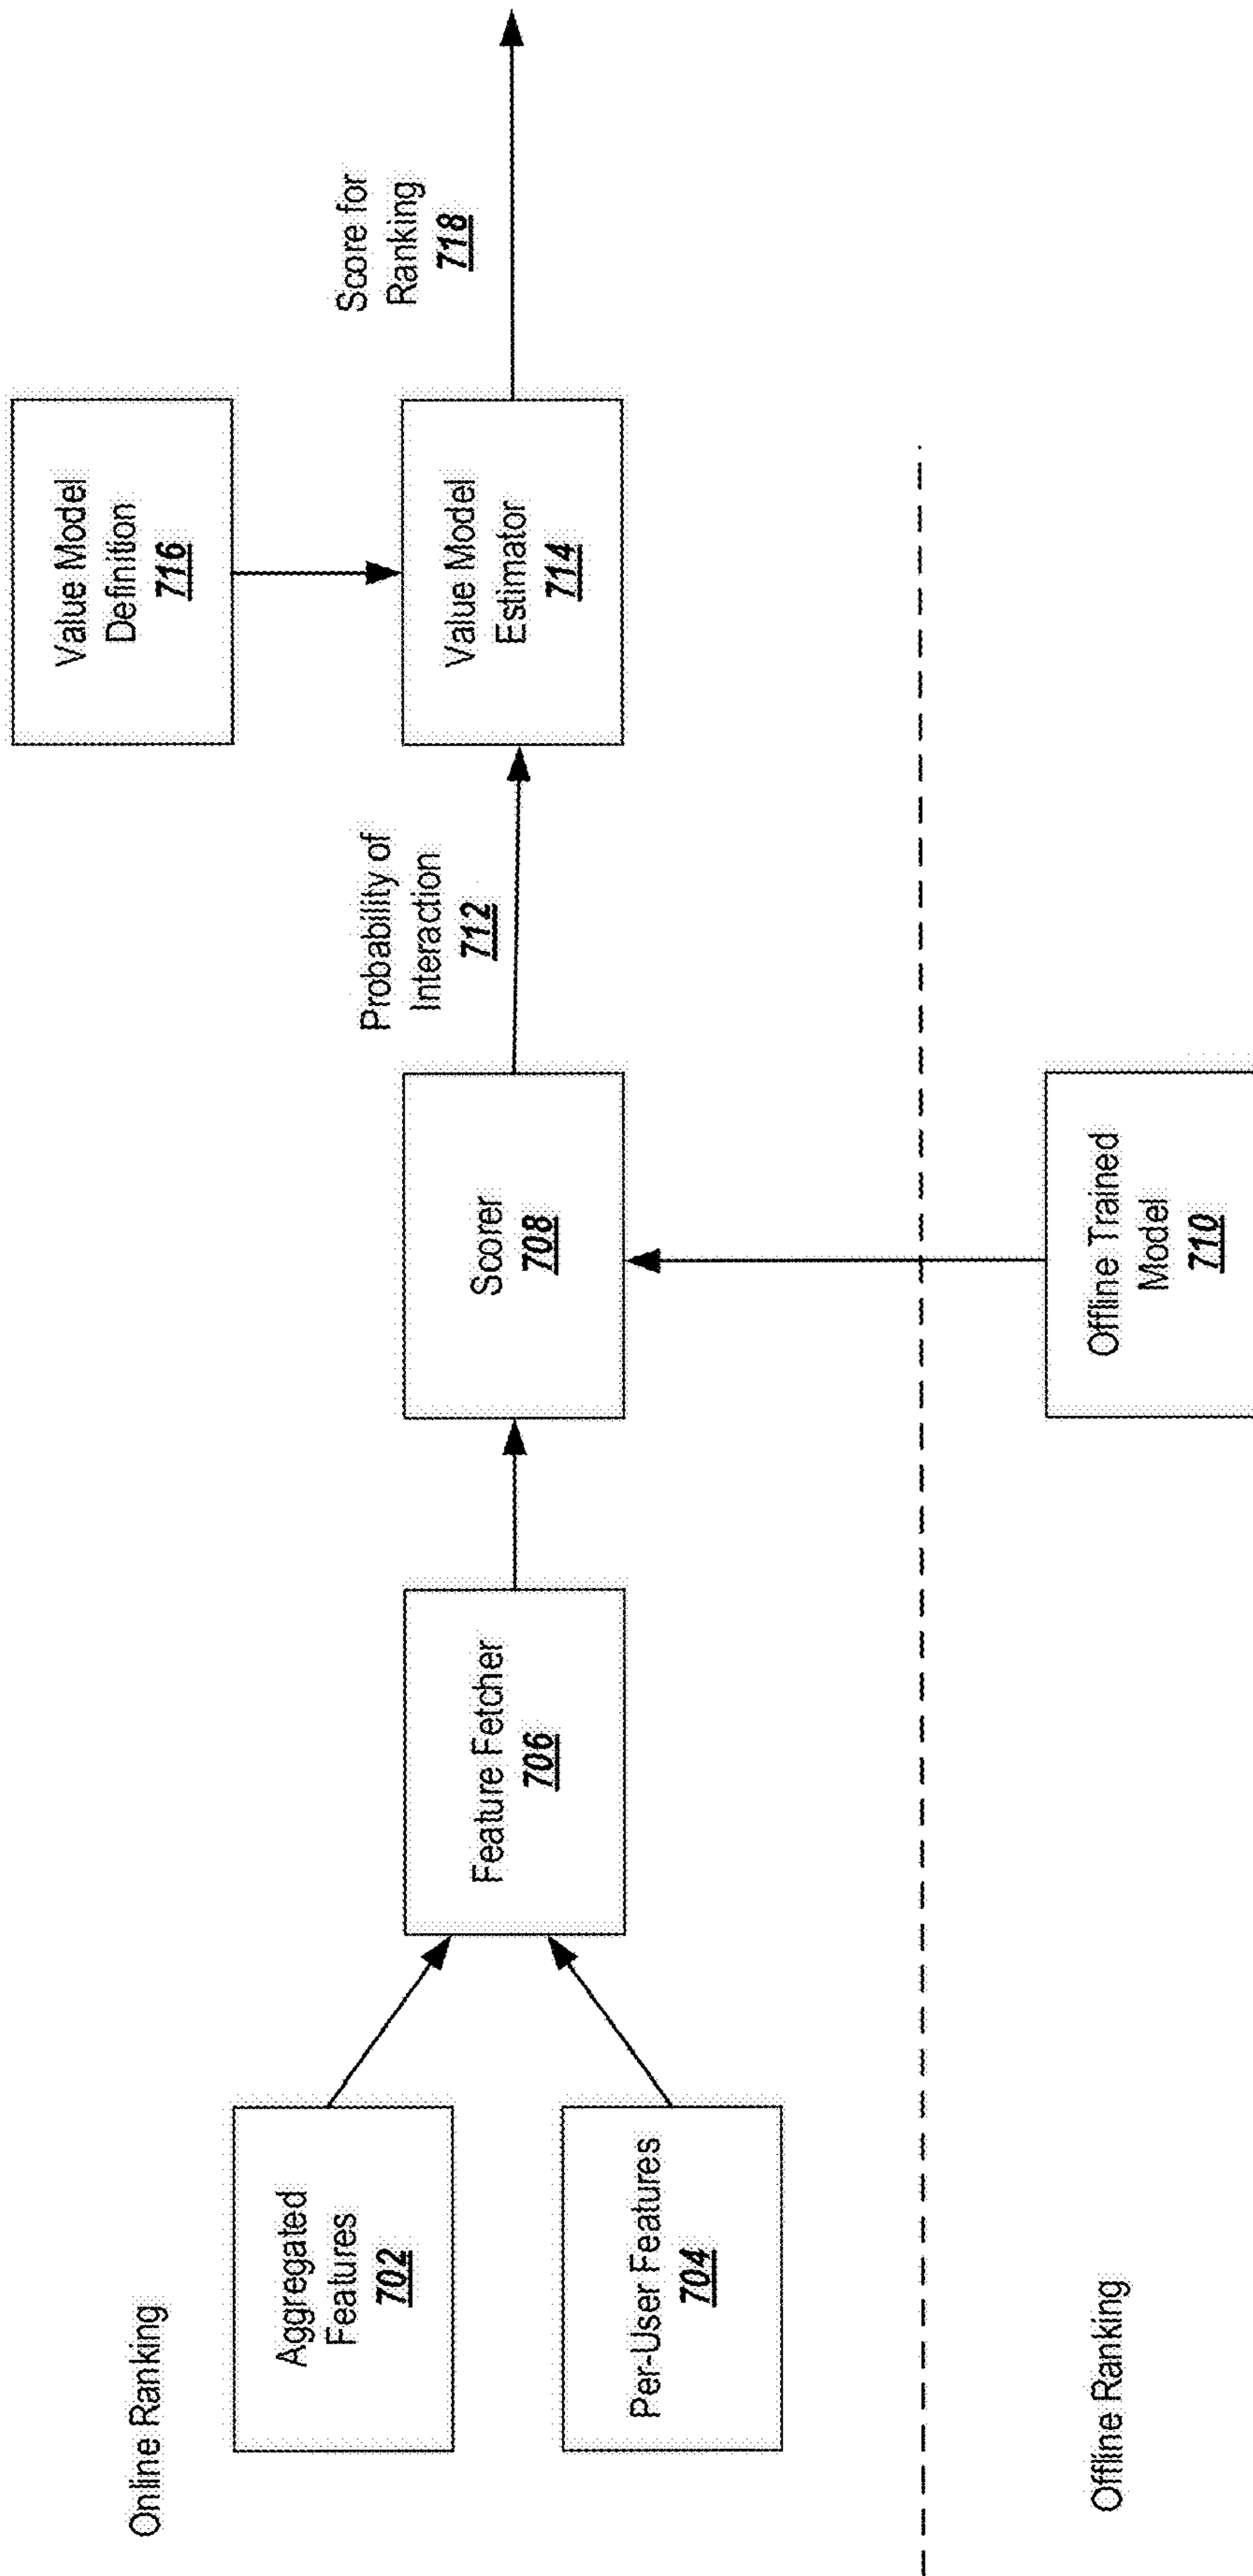 Online Ranking
Aggregated
Features
702
Per-User Features
704
Feature Fetcher
706
Scorer
708
Offline Trained
Model
710
Probability of
Interaction
712
Value Model
Definition
716
Value Model
Estimator
714
Score for
Ranking
718
Offline Ranking